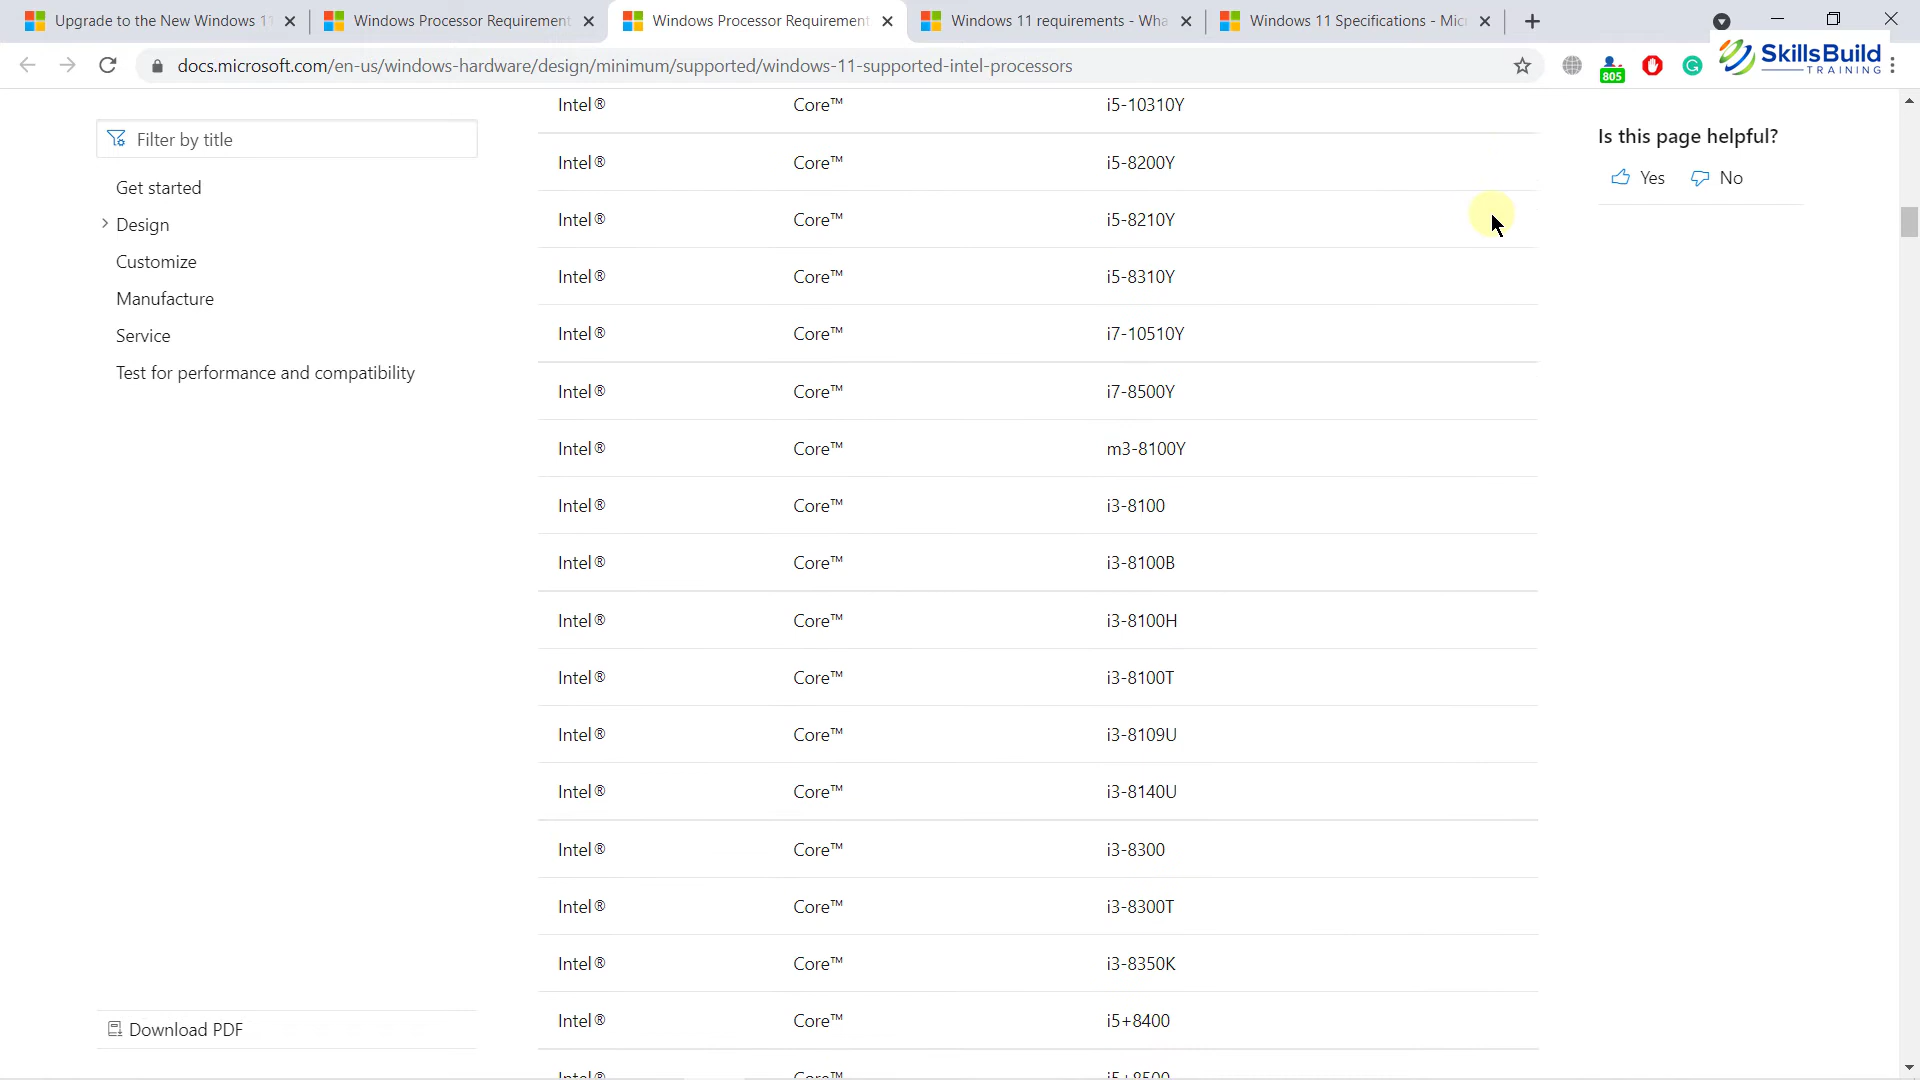 Upgrade to the New Windows 11
Windows Processor Requirement
Windows Processor Requirement
Windows 11 requirements - Wha
Windows 11 Specifications - Mic
docs.microsoft.com/en-us/windows-hardware/design/minimum/supported/windows-11-supported-intel-processors
805
SkillsBuild
TRAINING
Filter by title
Get started
Design
Customize
Manufacture
Service
Test for performance and compatibility
Download PDF
Intel® Core™ i5-10310Y
Intel® Core™ i5-8200Y
Intel® Core™ i5-8210Y
Intel® Core™ i5-8310Y
Intel® Core™ i7-10510Y
Intel® Core™ i7-8500Y
Intel® Core™ m3-8100Y
Intel® Core™ i3-8100
Intel® Core™ i3-8100B
Intel® Core™ i3-8100H
Intel® Core™ i3-8100T
Intel® Core™ i3-8109U
Intel® Core™ i3-8140U
Intel® Core™ i3-8300
Intel® Core™ i3-8300T
Intel® Core™ i3-8350K
Intel® Core™ i5+8400
Intel® Core™ i5+8500
Is this page helpful?
Yes No